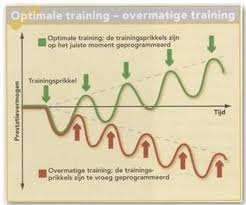 Optimale training – overmatige training
Optimale training; de trainingsprikkels zijn
op het juiste moment geprogrammeerd
Trainingsprikkel
Tijd
Prestatievermogen
Overmatige training; de trainings-
prikkels zijn te vroeg geprogrammeerd